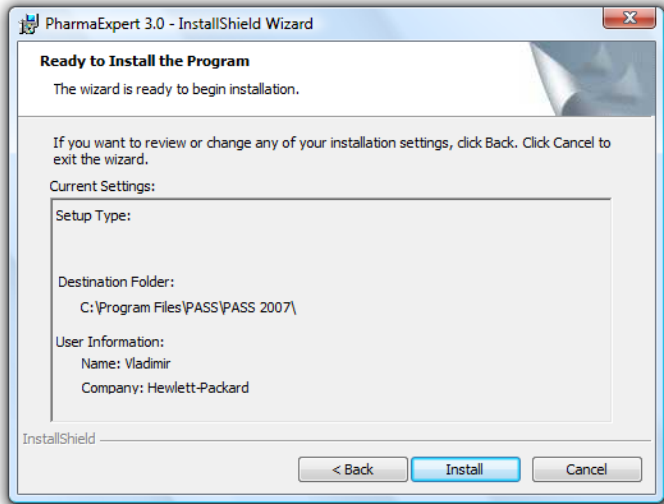 PharmaExpert 3.0 - InstallShield Wizard
Ready to Install the Program
The wizard is ready to begin installation.
If you want to review or change any of your installation settings, click Back. Click Cancel to
exit the wizard.
Current Settings:
Setup Type:
Destination Folder:
C:\Program Files\PASS\PASS 2007\
User Information:
Name: Vladimir
Company: Hewlett-Packard
InstallShield
< Back
Install
Cancel